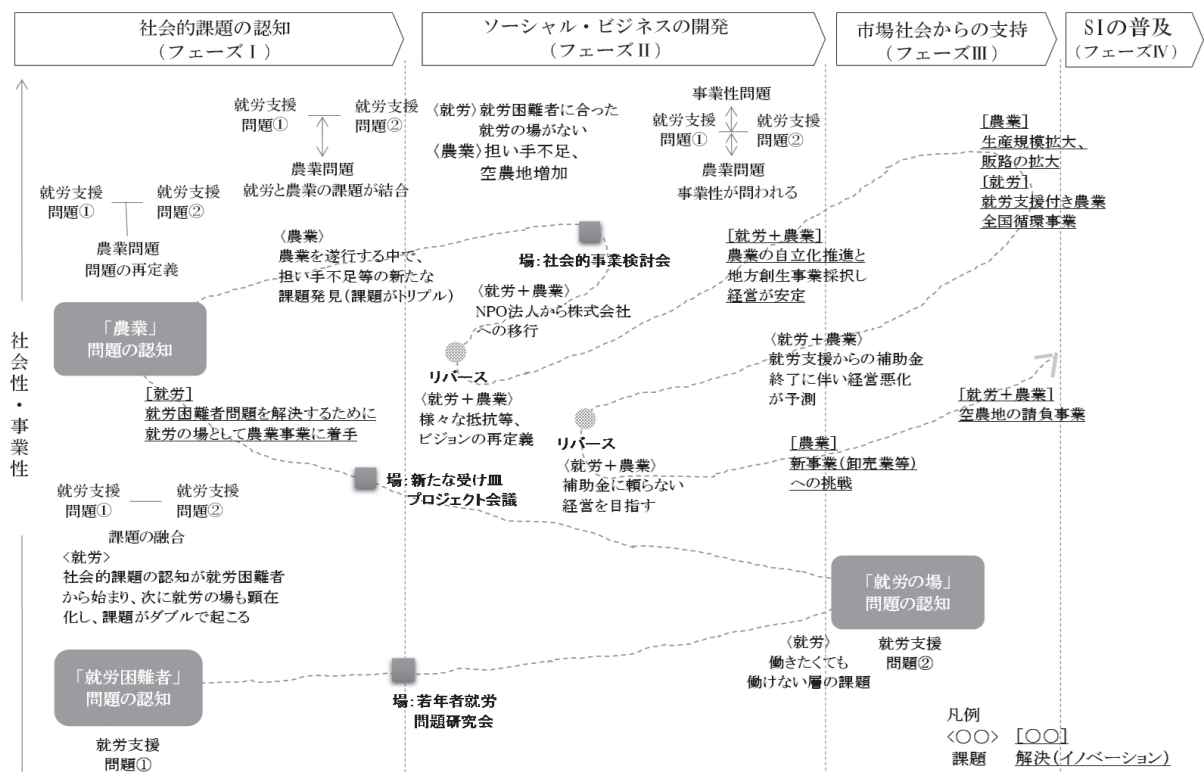 社会的課題の認知
(フェーズⅠ)
ソーシャル・ビジネスの開発
(フェーズⅡ)
市場社会からの支持
(フェーズⅢ)
SIの普及
(フェーズⅣ)
社会性・事業性
就労支援
問題①
就労支援
問題②
農業問題
就労と農業の課題が結合
〈就労〉就労困難者に合った
就労の場がない
〈農業〉担い手不足、
空農地増加
事業性問題
就労支援
問題①
就労支援
問題②
農業問題
事業性が問われる
[農業]
生産規模拡大、
販路の拡大
[就労]
就労支援付き農業
全国循環事業
就労支援
問題①
就労支援
問題②
農業問題
問題の再定義
〈農業〉
農業を遂行する中で、
担い手不足等の新たな
課題発見(課題がトリプル)
場:社会的事業検討会
[就労+農業]
農業の自立化推進と
地方創生事業採択し
経営が安定
〈就労+農業〉
NPO法人から株式会社
への移行
「農業」
問題の認知
リバース
〈就労+農業〉
様々な抵抗等、
ビジョンの再定義
〈就労+農業〉
就労支援からの補助金
終了に伴い経営悪化
が予測
[就労]
就労困難者問題を解決するために
就労の場として農業事業に着手
リバース
〈就労+農業〉
補助金に頼らない
経営を目指す
[就労+農業]
空農地の請負事業
[農業]
新事業(卸売業等)
への挑戦
場:新たな受け皿
プロジェクト会議
就労支援
問題①
就労支援
問題②
課題の融合
<就労>
社会的課題の認知が就労困難者
から始まり、次に就労の場も顕在
化し、課題がダブルで起こる
「就労の場」
問題の認知
就労支援
問題②
〈就労〉
働きたくても
働けない層の課題
「就労困難者」
問題の認知
場:若年者就労
問題研究会
就労支援
問題①
凡例
<〇〇> [〇〇]
課題 解決(イノベーション)